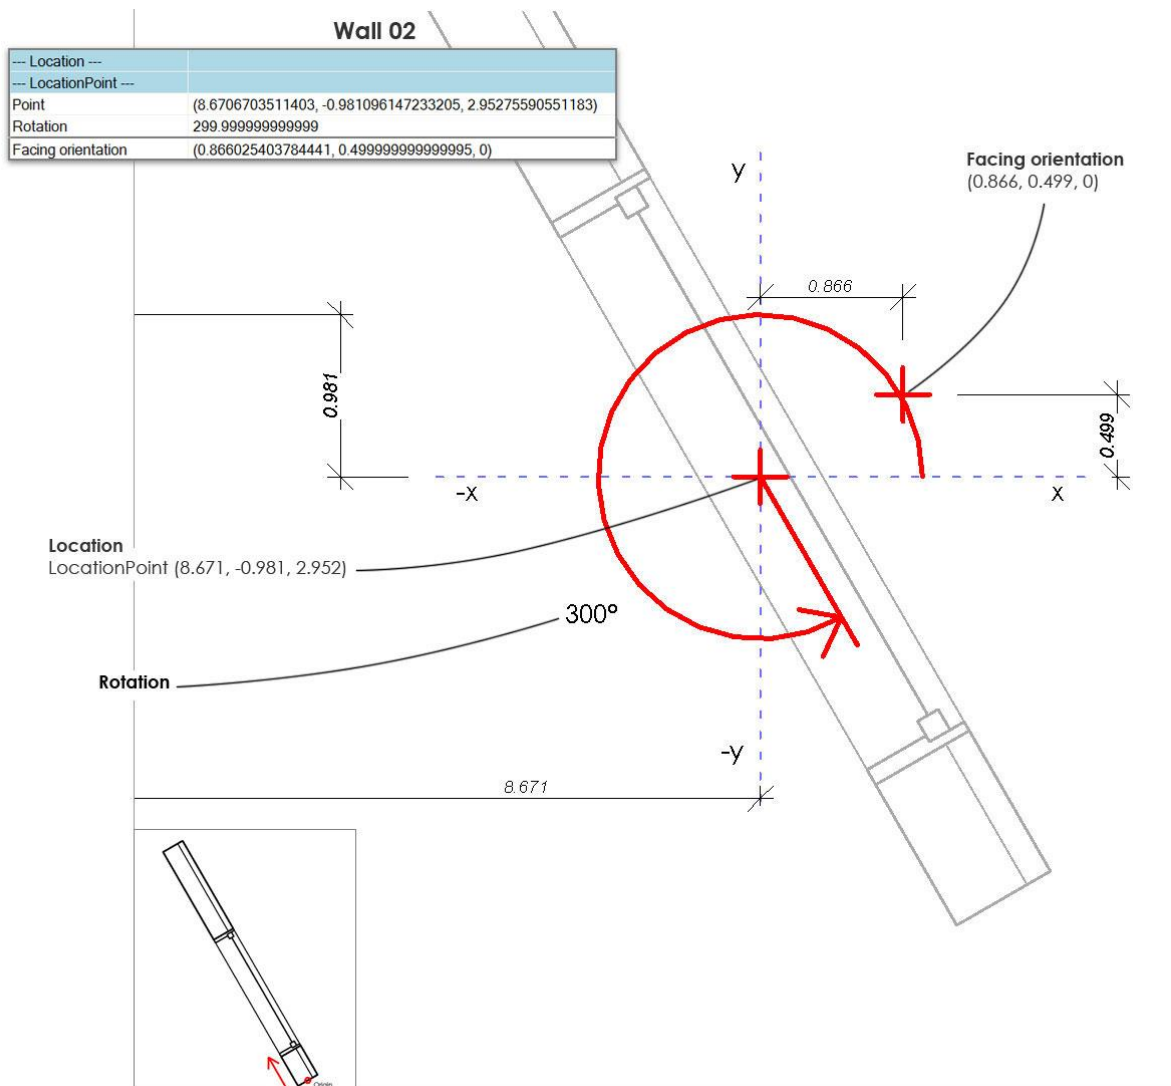 Wall 02
--- Location ---
--- LocationPoint ---
Point (8.6706703511403, -0.981096147233205, 2.95275590551183)
Rotation 299.999999999999
Facing orientation (0.866025403784441, 0.499999999999995, 0)
Facing orientation
(0.866, 0.499, 0)
y
0.866
0.981
0.499
-x
x
Location
LocationPoint (8.671, -0.981, 2.952)
300º
Rotation
-y
8.671
Origin